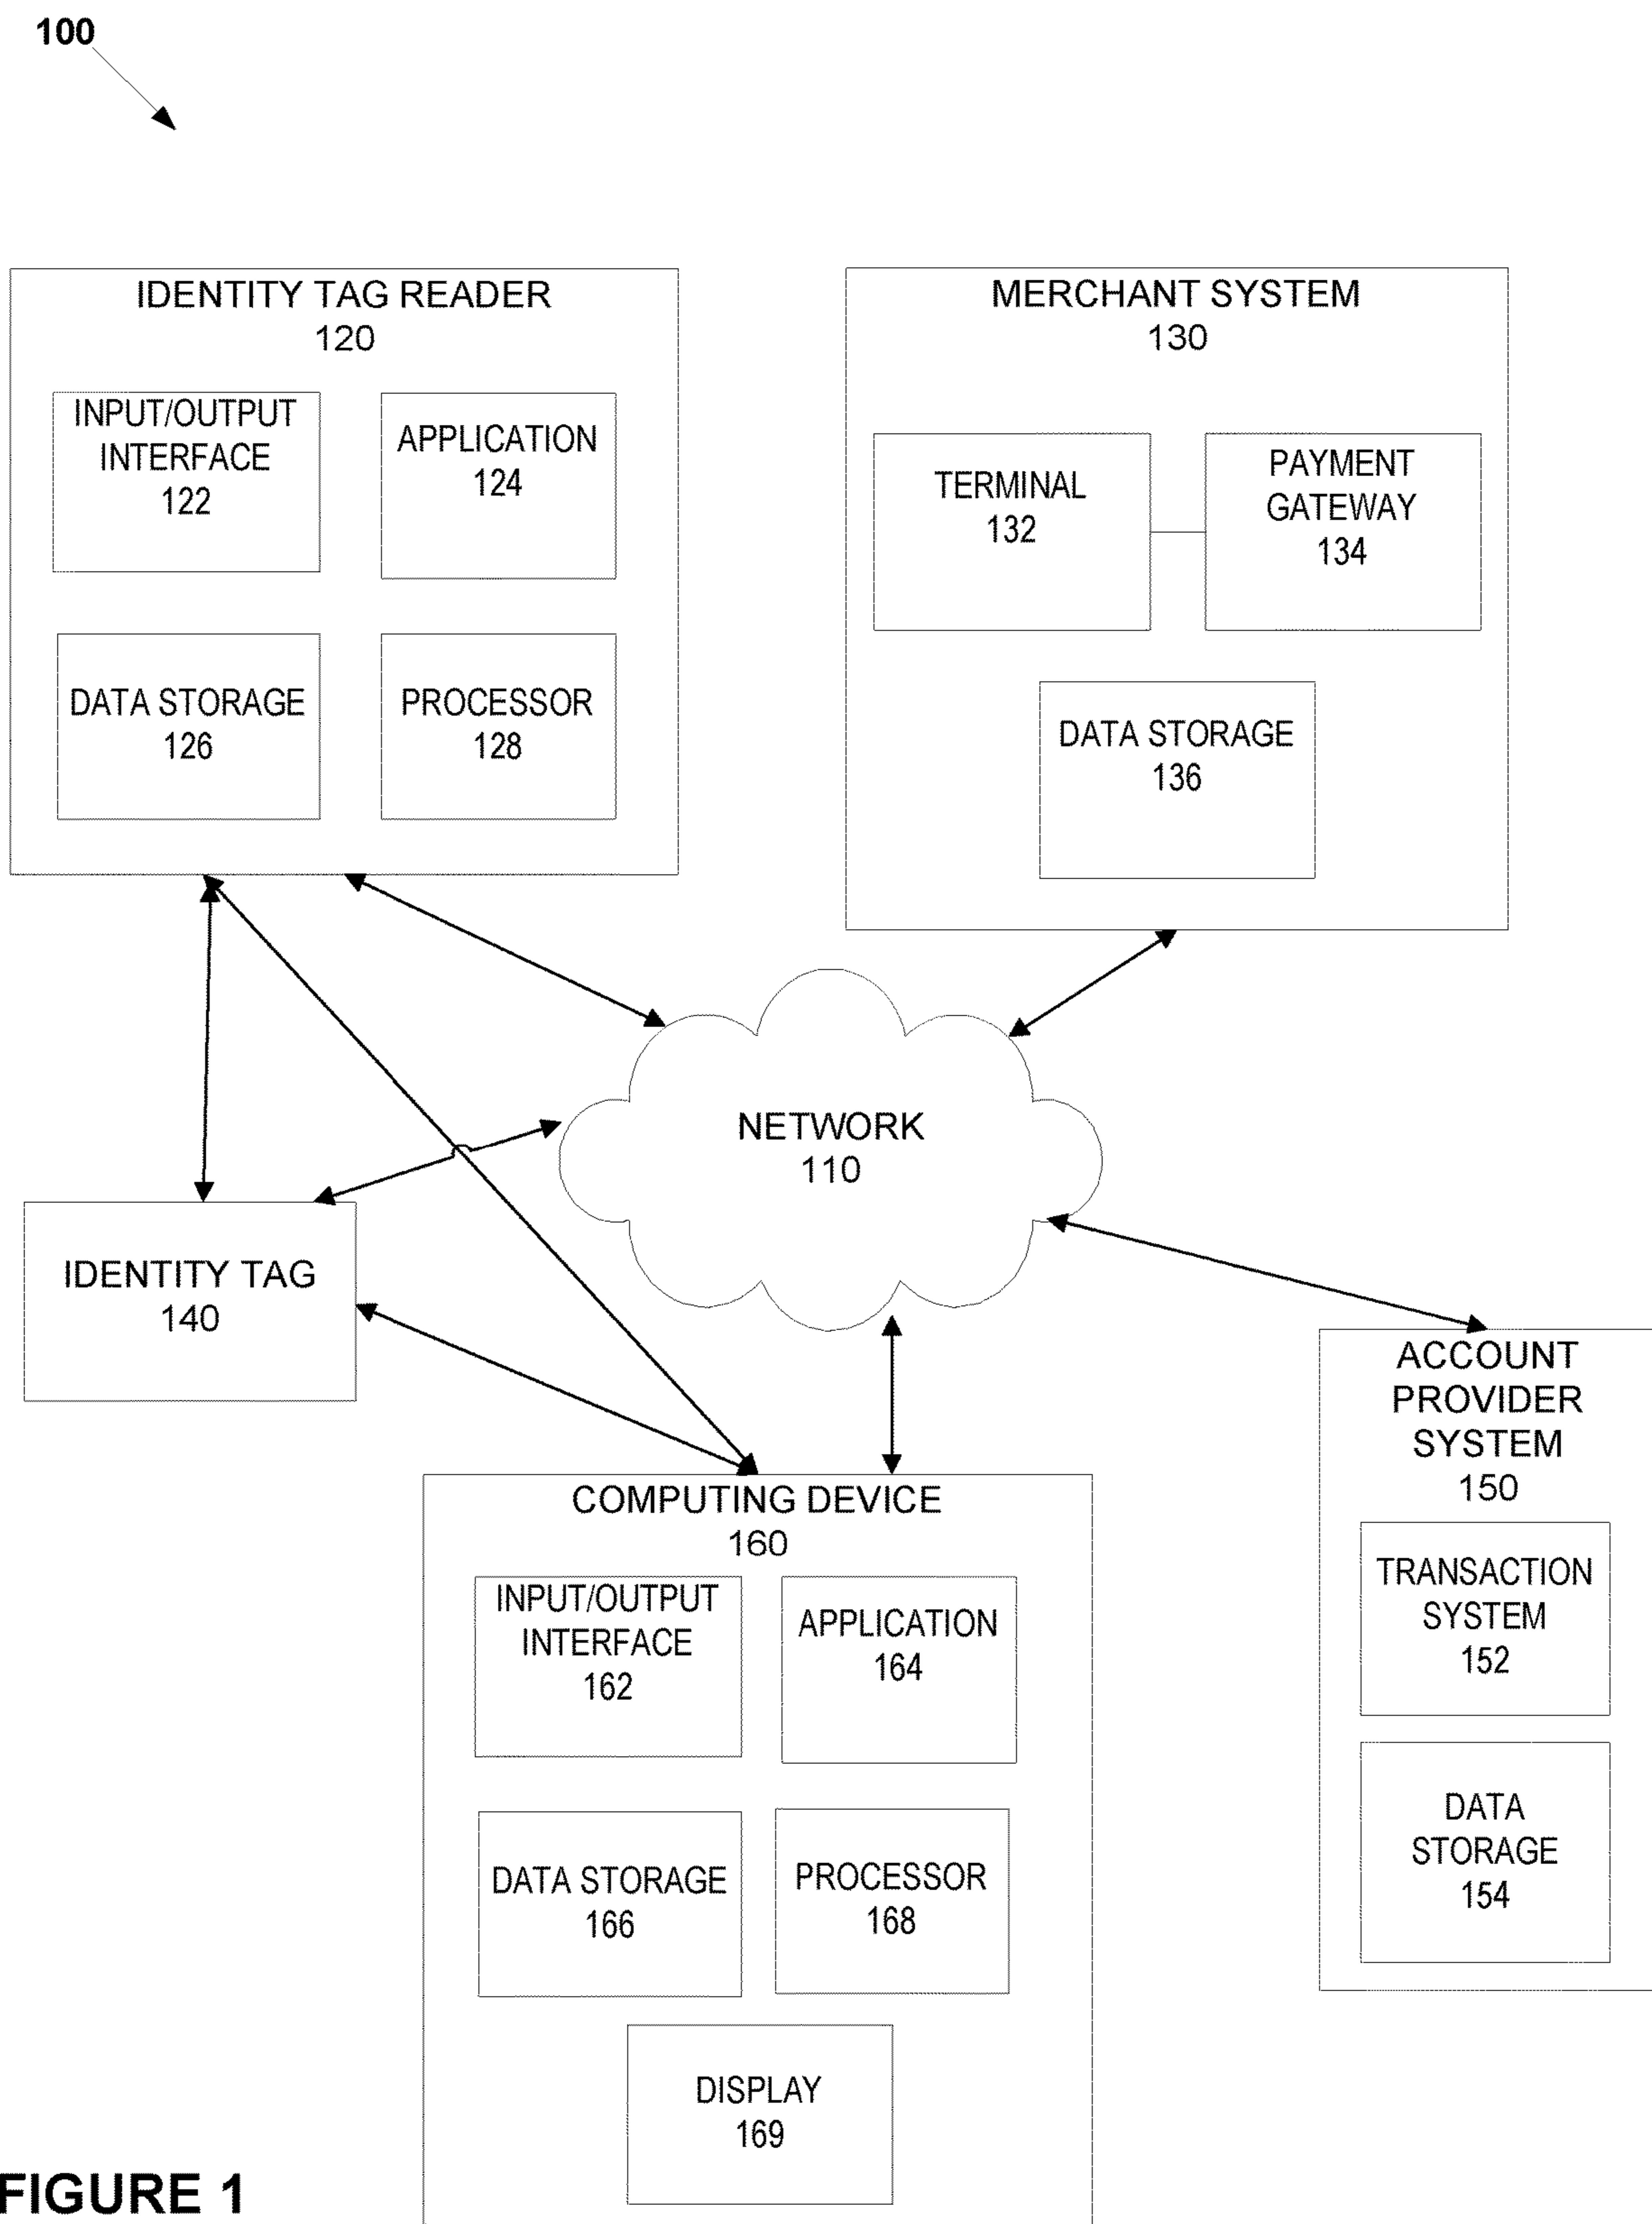 100
IDENTITY TAG READER
120
INPUT/OUTPUT
INTERFACE
122
APPLICATION
124
DATA STORAGE
126
PROCESSOR
128
MERCHANT SYSTEM
130
TERMINAL
132
PAYMENT
GATEWAY
134
DATA STORAGE
136
NETWORK
110
IDENTITY TAG
140
ACCOUNT
PROVIDER
SYSTEM
150
TRANSACTION
SYSTEM
152
DATA
STORAGE
154
COMPUTING DEVICE
160
INPUT/OUTPUT
INTERFACE
162
APPLICATION
164
DATA STORAGE
166
PROCESSOR
168
DISPLAY
169
FIGURE 1